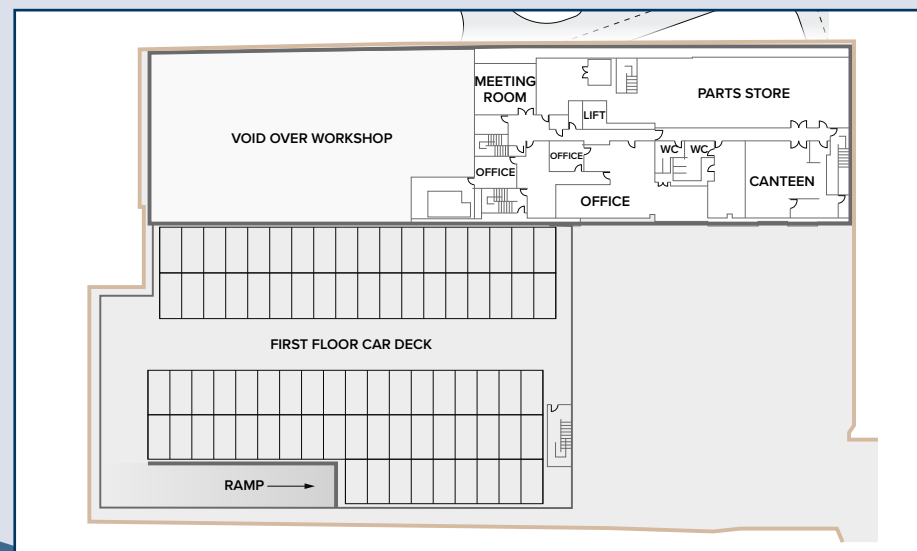 MEETING
ROOM
PARTS STORE
LIFT
VOID OVER WORKSHOP
WC
WC
OFFICE
OFFICE
CANTEEN
OFFICE
FIRST FLOOR CAR DECK
RAMP